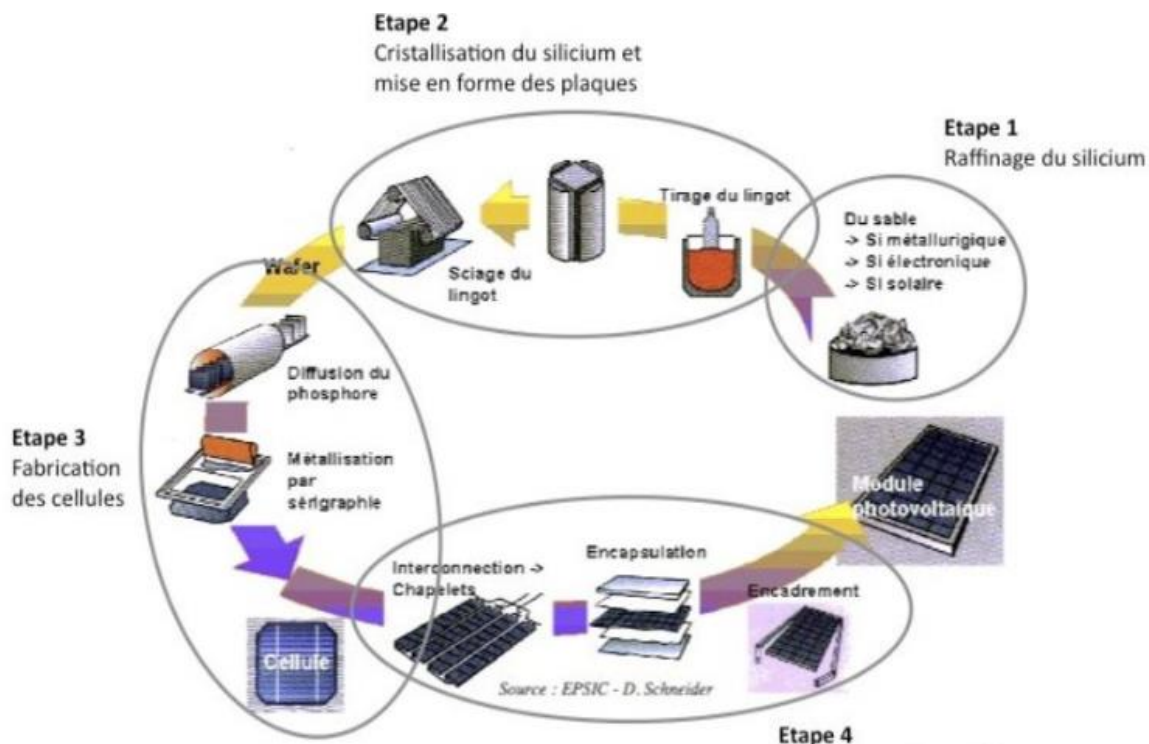 Etape 2
Cristallisation du silicium et
mise en forme des plaques
Etape 1
Raffinage du silicium
Tirage du lingot
Du sable
-> Si métallurigique
-> Si électronique
-> Si solaire
Sciage du
lingot
Wafer
Diffusion du
phosphore
Etape 3
Fabrication
des cellules
Métallisation
par
sérigraphie
Module
photovoltaïque
Encapsulation
Interconnection ->
Chapelets
Encadrement
Cellule
Source : EPSIC - D. Schneider
Etape 4